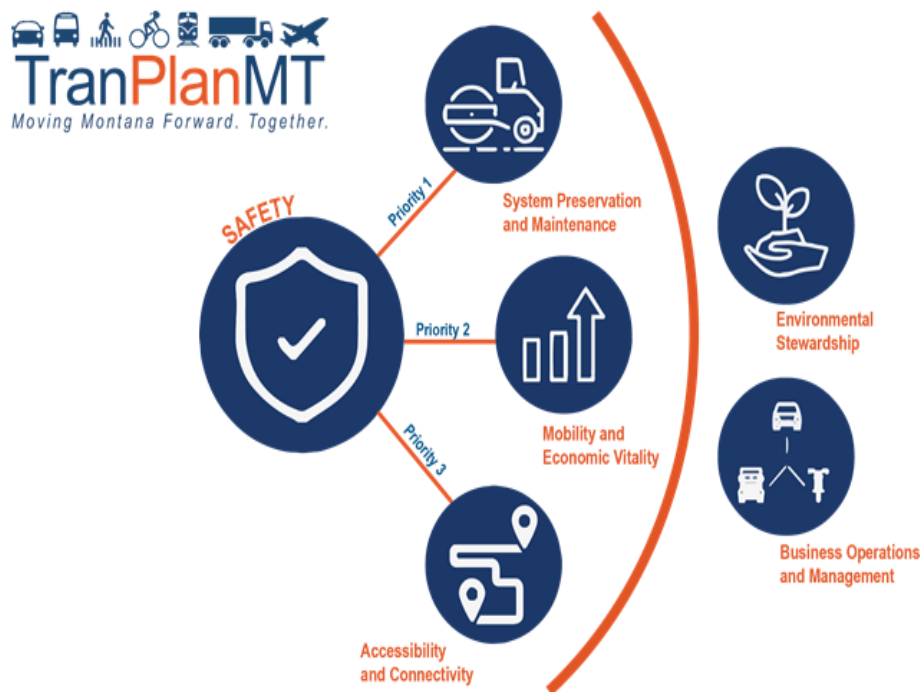 TranPlanMT
Moving Montana Forward. Together.
SAFETY
Priority 1
System Preservation
and Maintenance
Priority 2
Mobility and
Economic Vitality
Priority 3
Accessibility
and Connectivity
Environmental
Stewardship
Business Operations
and Management